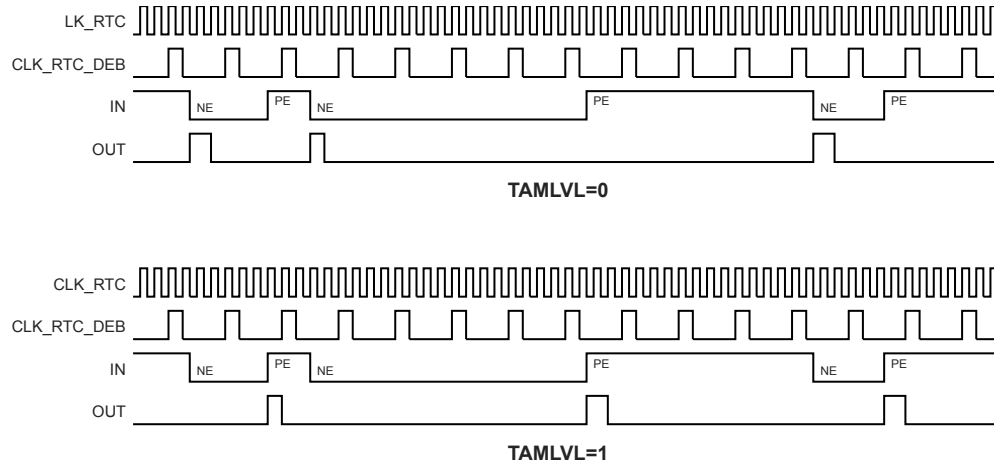 LK_RTC
CLK_RTC_DEB
IN NE PE NE PE NE PE
OUT
TAMLVL=0
CLK_RTC
CLK_RTC_DEB
IN NE PE NE PE NE PE
OUT
TAMLVL=1